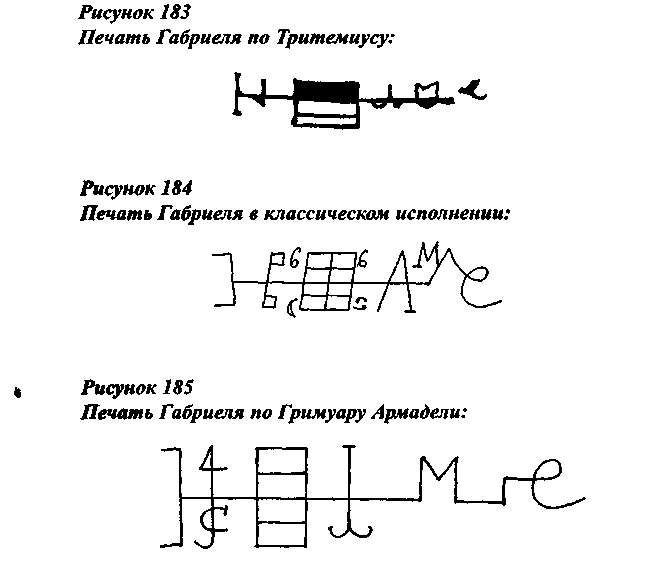 Рисунок 183
Печать Габриеля по Тритемиусу:
Рисунок 184
Печать Габриеля в классическом исполнении:
Рисунок 185
Печать Габриеля по Гримуару Армадели: